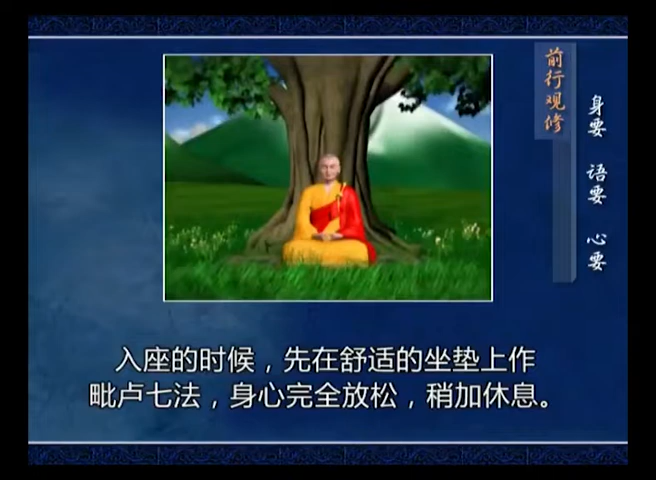 前行观修
身要 语要 心要
入座的时候，先在舒适的坐垫上作
毗卢七法，身心完全放松，稍加休息。